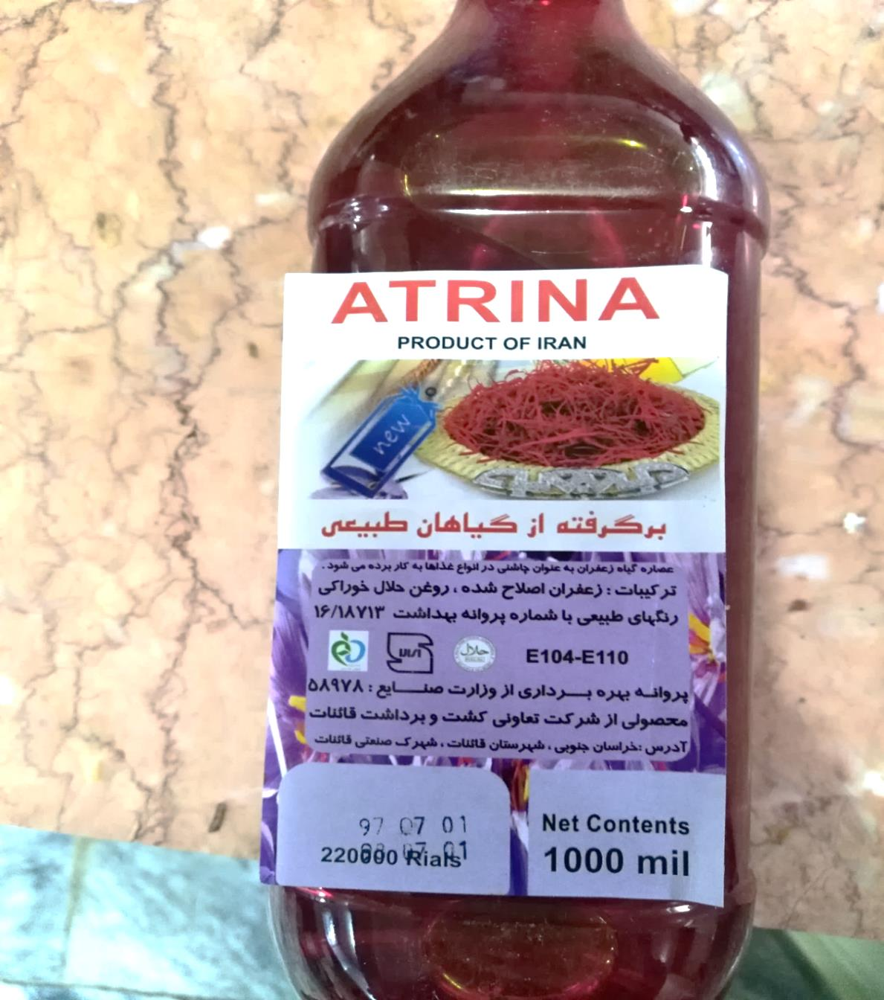 ATRINA
PRODUCT OF IRAN
new
برگرفته از گیاهان طبیعی
عصاره گیاه زعفران به عنوان چاشنی در انواع غذاها به کار برده می شود .
ترکیبات : زعفران اصلاح شده ، روغن حلال خوراکی
رنگهای طبیعی با شماره پروانه بهداشت ۱۶/۱۸۷۱۳
حلال
E104-E110
پروانه بهره برداری از وزارت صنایع : ۵۸۹۷۸
محصولی از شرکت تعاونی کشت و برداشت قائنات
آدرس :خراسان جنوبی ، شهرستان قائنات ، شهرک صنعتی قائنات
97 07 01
07 01
220000 Rials
Net Contents
1000 mil